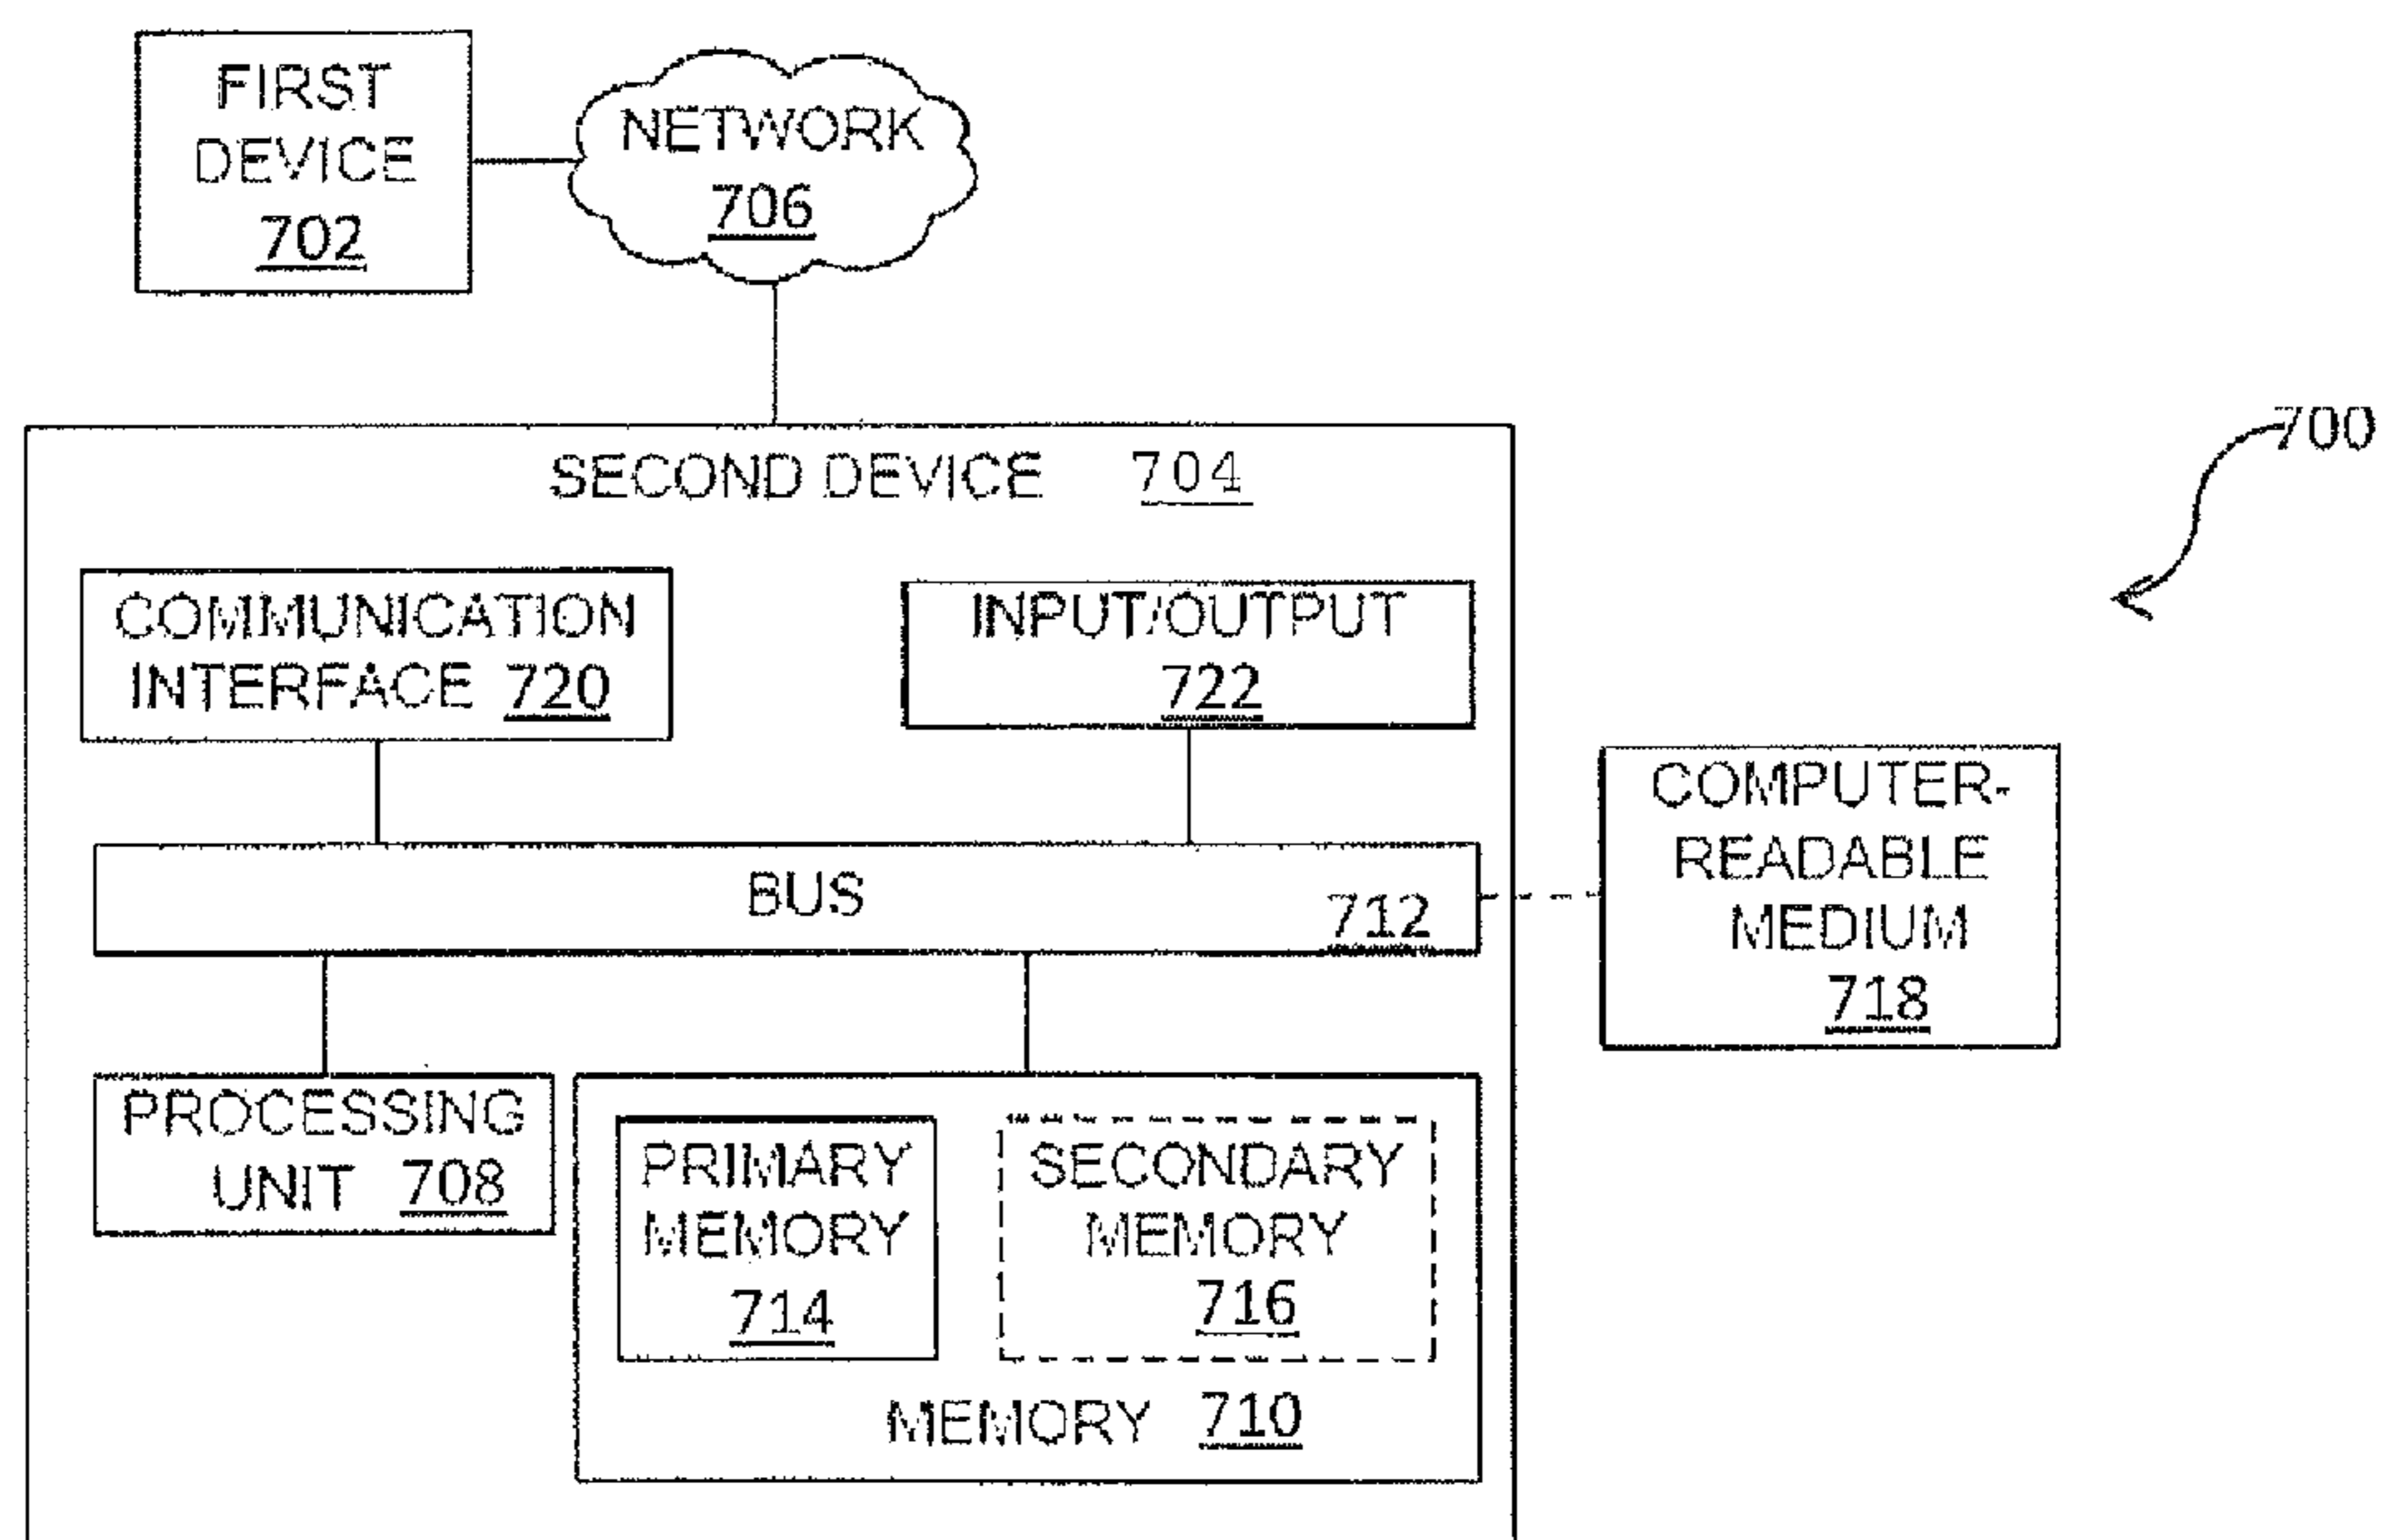 FIRST
DEVICE
702
NETWORK
706
700
SECOND DEVICE 704
COMMUNICATION
INTERFACE 720
INPUT/OUTPUT
722
BUS 712
COMPUTER-
READABLE
MEDIUM
718
PROCESSING
UNIT 708
PRIMARY
MEMORY
714
SECONDARY
MEMORY
716
MEMORY 710